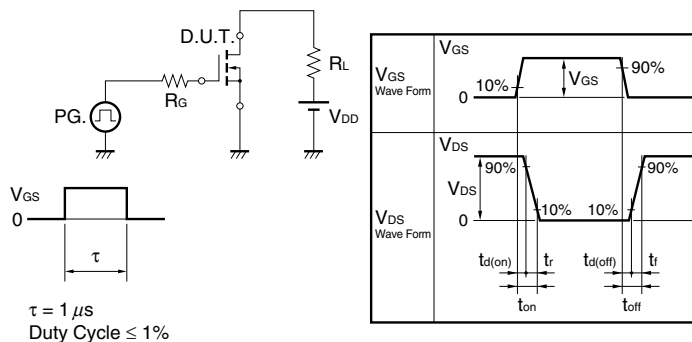 D.U.T.
RL
RG
PG.
VDD
VGS
0
τ
τ = 1 μs
Duty Cycle ≤ 1%
VGS
Wave Form
VGS
10%
0
VGS
90%
VDS
Wave Form
VDS
VDS
90%
90%
10%
10%
0
td(on)
tr
td(off)
tf
ton
toff